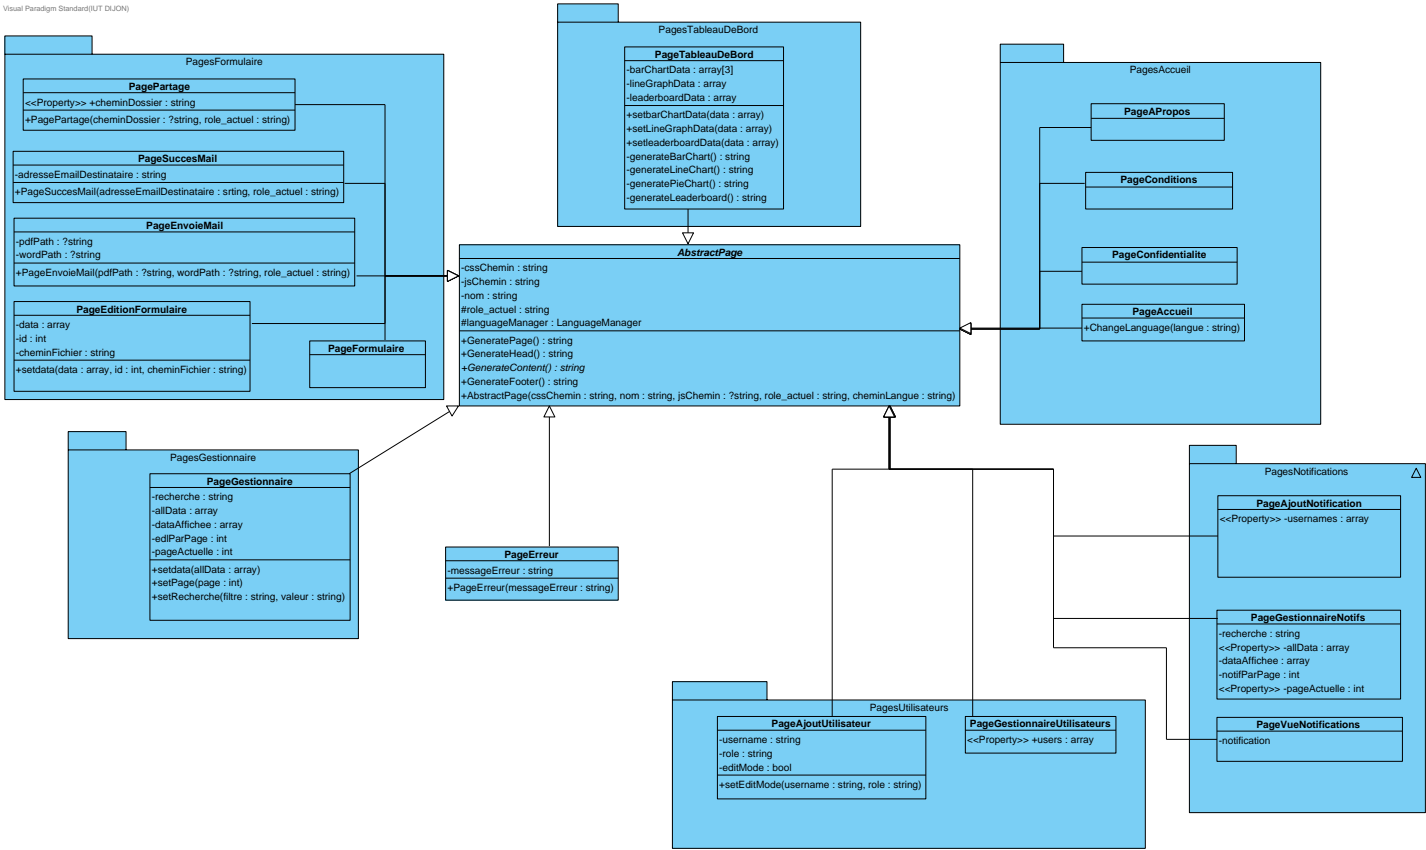 Visual Paradigm Standard(IUT DIJON)
PagesFormulaire
PagePartage
<<Property>> +cheminDossier : string
+PagePartage(cheminDossier : ?string, role_actuel : string)
PageSuccesMail
-adresseEmailDestinataire : string
+PageSuccesMail(adresseEmailDestinataire : srting, role_actuel : string)
PageEnvoieMail
-pdfPath : ?string
-wordPath : ?string
+PageEnvoieMail(pdfPath : ?string, wordPath : ?string, role_actuel : string)
PageEditionFormulaire
-data : array
-id : int
-cheminFichier : string
+setdata(data : array, id : int, cheminFichier : string)
PageFormulaire
PagesTableauDeBord
PageTableauDeBord
-barChartData : array[3]
-lineGraphData : array
-leaderboardData : array
+setbarChartData(data : array)
+setLineGraphData(data : array)
+setleaderboardData(data : array)
-generateBarChart() : string
-generateLineChart() : string
-generatePieChart() : string
-generateLeaderboard() : string
PagesAccueil
PageAPropos
PageConditions
PageConfidentialite
PageAccueil
+ChangeLanguage(langue : string)
AbstractPage
-cssChemin : string
-jsChemin : string
-nom : string
#role_actuel : string
#languageManager : LanguageManager
+GeneratePage() : string
+GenerateHead() : string
+GenerateContent() : string
+GenerateFooter() : string
+AbstractPage(cssChemin : string, nom : string, jsChemin : ?string, role_actuel : string, cheminLangue : string)
PagesGestionnaire
PageGestionnaire
-recherche : string
-allData : array
-dataAffichee : array
-edlParPage : int
-pageActuelle : int
+setdata(allData : array)
+setPage(page : int)
+setRecherche(filtre : string, valeur : string)
PageErreur
-messageErreur : string
+PageErreur(messageErreur : string)
PagesUtilisateurs
PageAjoutUtilisateur
-username : string
-role : string
-editMode : bool
+setEditMode(username : string, role : string)
PageGestionnaireUtilisateurs
<<Property>> +users : array
PagesNotifications
PageAjoutNotification
<<Property>> -usernames : array
PageGestionnaireNotifs
-recherche : string
<<Property>> -allData : array
-dataAffichee : array
-notifParPage : int
<<Property>> -pageActuelle : int
PageVueNotifications
-notification